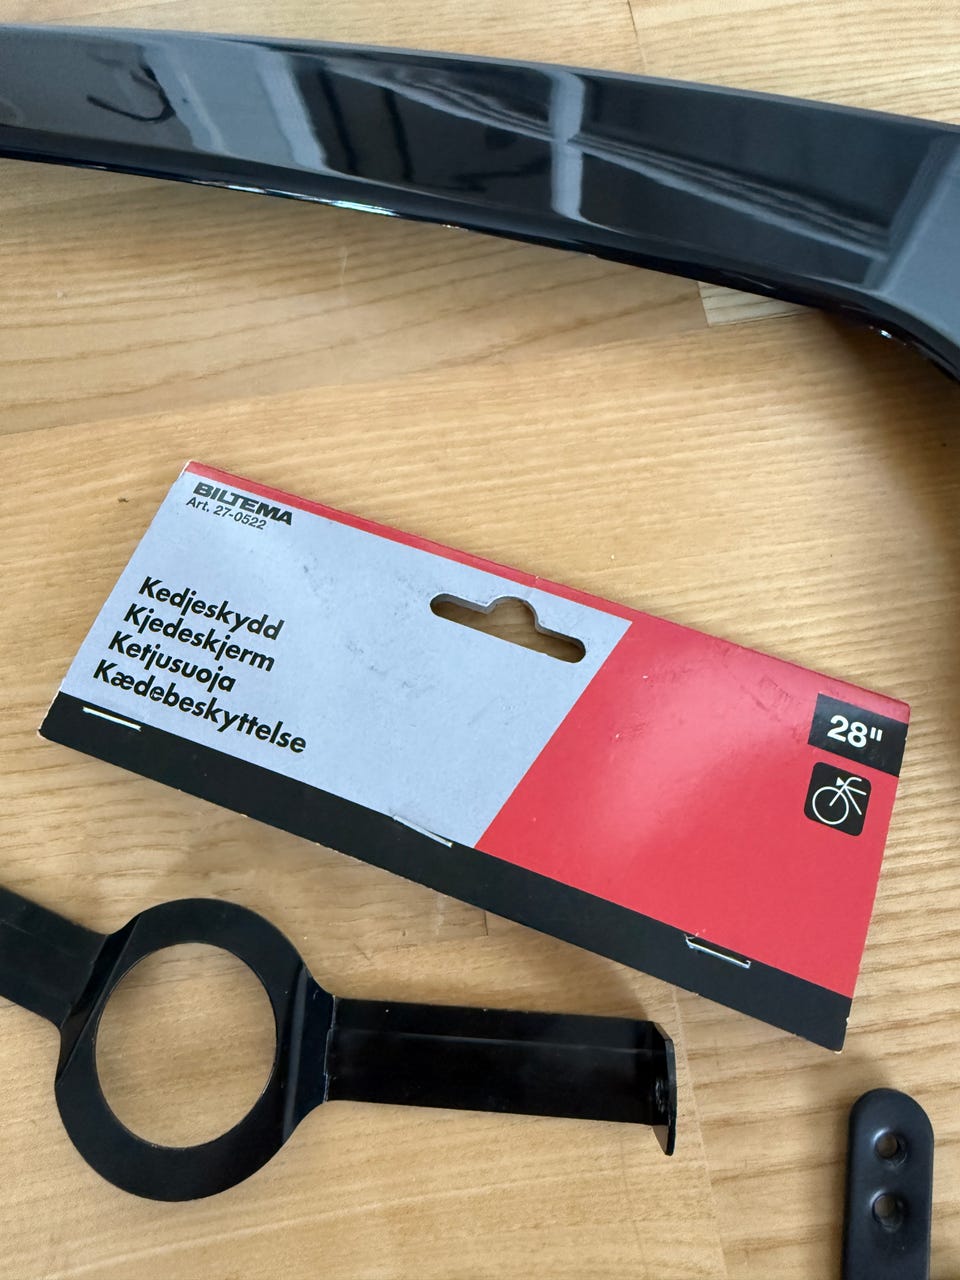 BILTEMA
Art. 27-0522
Kedjeskydd
Kjedeskjerm
Ketjusuoja
Kædebeskyttelse
28"